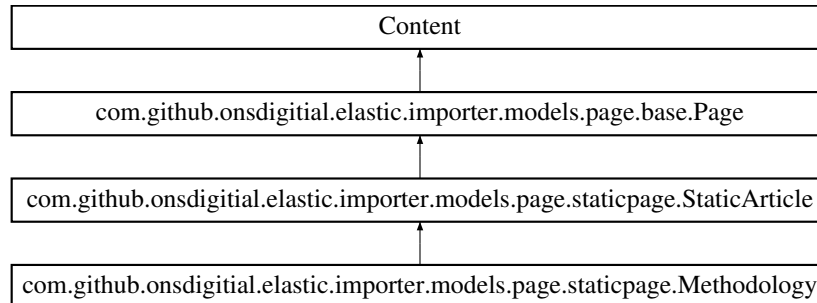 Content
com.github.onsdigitial.elastic.importer.models.page.base.Page
com.github.onsdigitial.elastic.importer.models.page.staticpage.StaticArticle
com.github.onsdigitial.elastic.importer.models.page.staticpage.Methodology